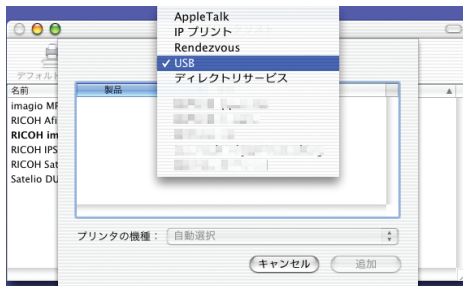 AppleTalk
IP プリント
Rendezvous
✓ USB
ディレクトリサービス
デフォルト
名前
製品
imagio MF
RICOH Afi
RICOH im
RICOH IPS
RICOH Sat
Satelio DU
プリンタの機種：
自動選択
キャンセル
追加